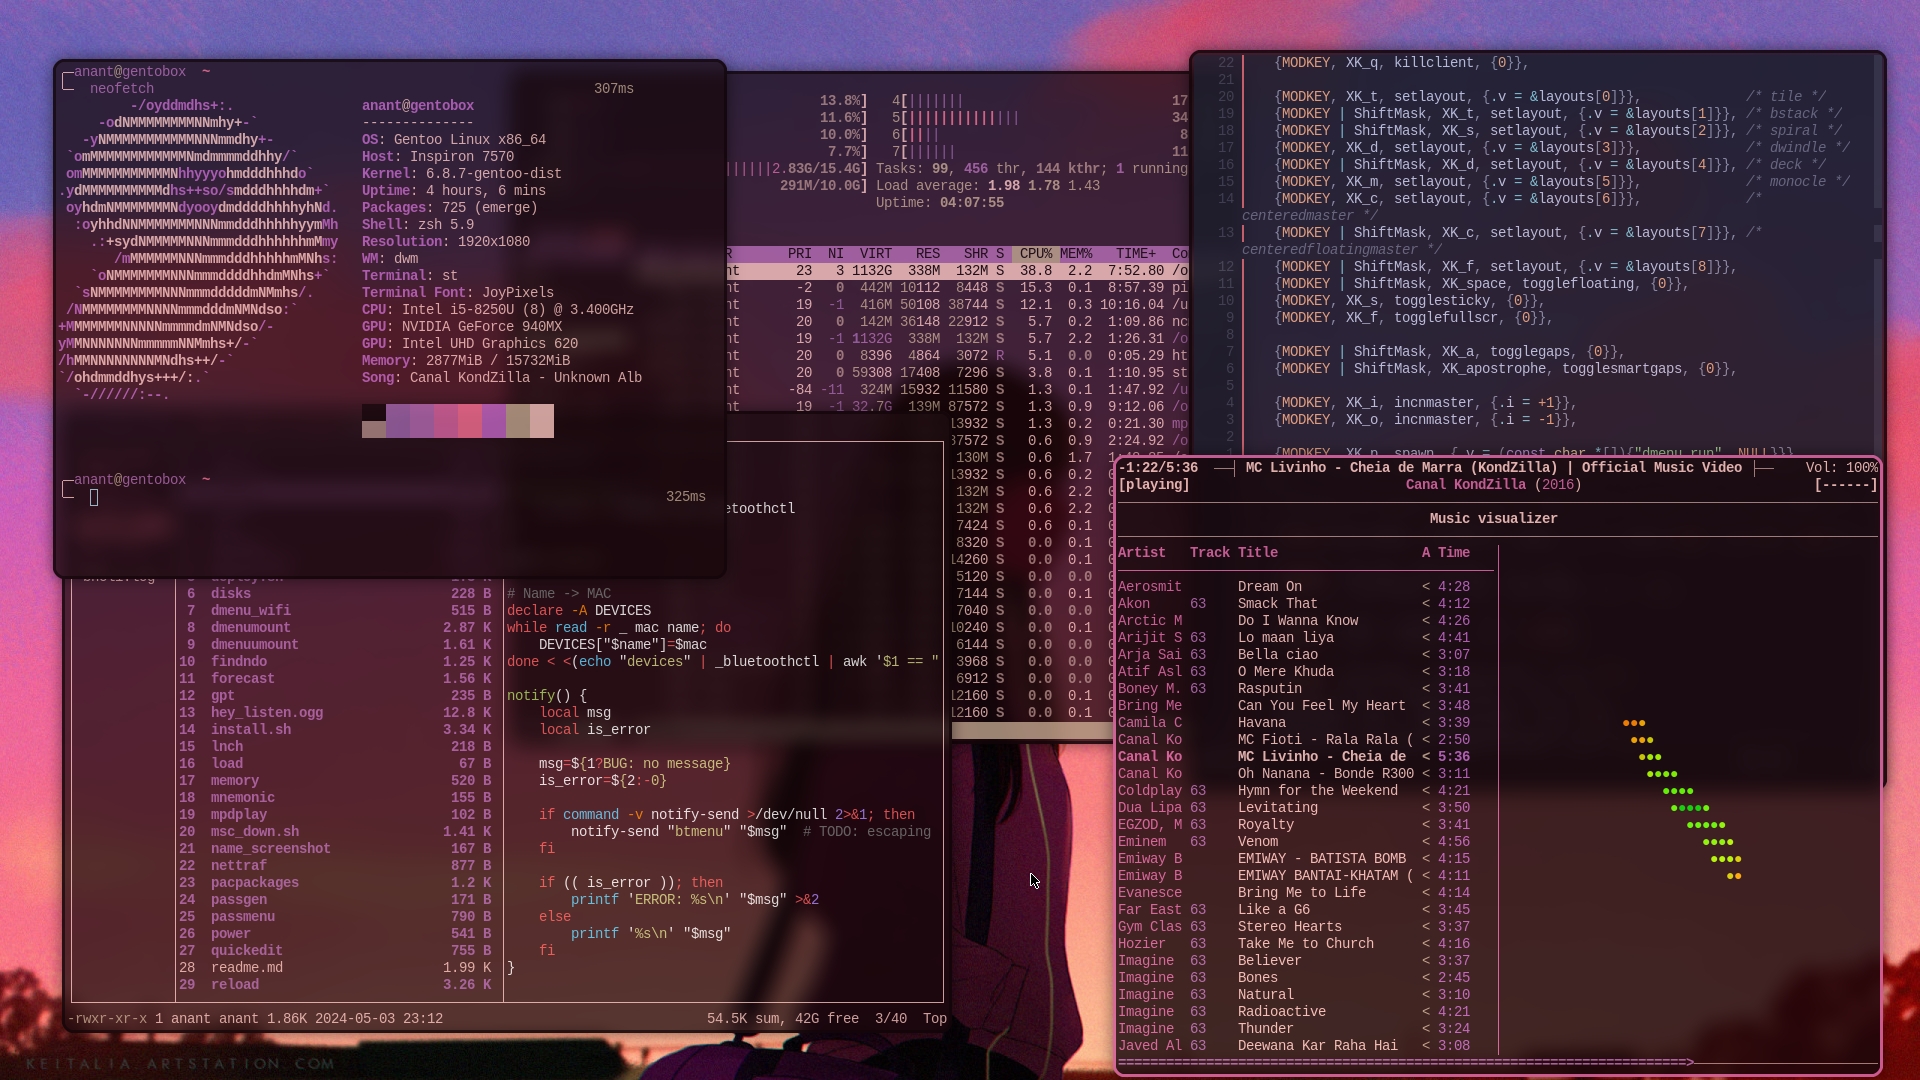 anant@gentobox ~
neofetch 307ms
-/oyddmdhs+:.
-odNMMMMMMMMNNmhy+-`
-yNMMMMMMMMMMMNNNmmdhy+-
`omMMMMMMMMMMMMNmdmmmmddhhy/`
omMMMMMMMMMMMNhhyyyohmdddhhhdo`
.ydMMMMMMMMMMdhs++so/smdddhhhhdm+`
oyhdmNMMMMMMMNdyooydmddddhhhhyhNd.
:oyhhdNNMMMMMMMNNNmmdddhhhhhyymMh
.:+sydNMMMMMNNNmmmdddhhhhhhmMmy
/mMMMMMMNNNmmmdddhhhhhmMNhs:
`oNMMMMMMMNNNmmmddddhhdmMNhs+`
`sNMMMMMMMMNNNmmmdddddmNMmhs/.
/NMMMMMMMMNNNNmmmdddmNMNdso:`
+MMMMMMMNNNNNmmmmdmNMNdso/-
yMMNNNNNNNmmmmmNNMmhs+/-`
/hMMNNNNNNNNMNdhs++/-`
`/ohdmmddhys+++/:.`
`-//////:--.
anant@gentobox
--------------
OS: Gentoo Linux x86_64
Host: Inspiron 7570
Kernel: 6.8.7-gentoo-dist
Uptime: 4 hours, 6 mins
Packages: 725 (emerge)
Shell: zsh 5.9
Resolution: 1920x1080
WM: dwm
Terminal: st
Terminal Font: JoyPixels
CPU: Intel i5-8250U (8) @ 3.400GHz
GPU: NVIDIA GeForce 940MX
GPU: Intel UHD Graphics 620
Memory: 2877MiB / 15732MiB
Song: Canal KondZilla - Unknown Alb
anant@gentobox ~
325ms
13.8%] 4[||||||| 17
11.6%] 5[|||||||||||||| 34
10.0%] 6[|||| 8
7.7%] 7[|||||| 11
||||||2.83G/15.4G] Tasks: 99, 456 thr, 144 kthr; 1 running
291M/10.0G] Load average: 1.98 1.78 1.43
Uptime: 04:07:55
R PRI NI VIRT RES SHR S CPU% MEM% TIME+ Co
nt 23 3 1132G 338M 132M S 38.8 2.2 7:52.80 /o
nt -2 0 442M 10112 8448 S 15.3 0.1 8:57.39 pi
nt 19 -1 416M 50108 38744 S 12.1 0.3 10:16.04 /u
nt 20 0 142M 36148 22912 S 5.7 0.2 1:09.86 nc
nt 19 -1 1132G 338M 132M S 5.7 2.2 1:26.31 /o
nt 20 0 8396 4864 3072 R 5.1 0.0 0:05.29 ht
nt 20 0 59308 17408 7296 S 3.8 0.1 1:10.95 st
nt -84 -11 324M 15932 11580 S 1.3 0.1 1:47.92 /u
nt 19 -1 32.7G 139M 87572 S 1.3 0.9 9:12.06 /o
13932 S 1.3 0.2 0:21.30 mp
87572 S 0.6 0.9 2:24.92 /o
130M S 0.6 1.7
13932 S 0.6 0.2
132M S 0.6 2.2
132M S 0.6 0.1
132M S 0.6 2.2
7424 S 0.6 0.1
8320 S 0.0 0.1
14260 S 0.0 0.1
5120 S 0.0 0.0
7144 S 0.0 0.1
7040 S 0.0 0.0
10240 S 0.0 0.1
6144 S 0.0 0.0
3968 S 0.0 0.0
6912 S 0.0 0.0
12160 S 0.0 0.1
12160 S 0.0 0.1
22 {MODKEY, XK_q, killclient, {0}},
21
20 {MODKEY, XK_t, setlayout, {.v = &layouts[0]}}, /* tile */
19 {MODKEY | ShiftMask, XK_t, setlayout, {.v = &layouts[1]}}, /* bstack */
18 {MODKEY | ShiftMask, XK_s, setlayout, {.v = &layouts[2]}}, /* spiral */
17 {MODKEY, XK_d, setlayout, {.v = &layouts[3]}}, /* dwindle */
16 {MODKEY | ShiftMask, XK_d, setlayout, {.v = &layouts[4]}}, /* deck */
15 {MODKEY, XK_m, setlayout, {.v = &layouts[5]}}, /* monocle */
14 {MODKEY, XK_c, setlayout, {.v = &layouts[6]}}, /*
centeredmaster */
13 {MODKEY | ShiftMask, XK_c, setlayout, {.v = &layouts[7]}}, /*
centeredfloatingmaster */
12 {MODKEY | ShiftMask, XK_f, setlayout, {.v = &layouts[8]}},
11 {MODKEY | ShiftMask, XK_space, togglefloating, {0}},
10 {MODKEY, XK_s, togglesticky, {0}},
9 {MODKEY, XK_f, togglefullscr, {0}},
8
7 {MODKEY | ShiftMask, XK_a, togglegaps, {0}},
6 {MODKEY | ShiftMask, XK_apostrophe, togglesmartgaps, {0}},
5
4 {MODKEY, XK_i, incnmaster, {.i = +1}},
3 {MODKEY, XK_o, incnmaster, {.i = -1}},
2
1 {MODKEY, XK_p, spawn, {.v = (const char *[]){"dmenu_run", NULL}}},
6 disks 228 B
7 dmenu_wifi 515 B
8 dmenumount 2.87 K
9 dmenuumount 1.61 K
10 findndo 1.25 K
11 forecast 1.56 K
12 gpt 235 B
13 hey_listen.ogg 12.8 K
14 install.sh 3.34 K
15 lnch 218 B
16 load 67 B
17 memory 520 B
18 mnemonic 155 B
19 mpdplay 102 B
20 msc_down.sh 1.41 K
21 name_screenshot 167 B
22 nettraf 877 B
23 pacpackages 1.2 K
24 passgen 171 B
25 passmenu 790 B
26 power 541 B
27 quickedit 755 B
28 readme.md 1.99 K
29 reload 3.26 K
etoothctl
# Name -> MAC
declare -A DEVICES
while read -r _ mac name; do
DEVICES["$name"]=$mac
done < <(echo "devices" | _bluetoothctl | awk '$1 == "
notify() {
local msg
local is_error
msg=${1?BUG: no message}
is_error=${2:-0}
if command -v notify-send >/dev/null 2>&1; then
notify-send "btmenu" "$msg" # TODO: escaping
fi
if (( is_error )); then
printf 'ERROR: %s\n' "$msg" >&2
else
printf '%s\n' "$msg"
fi
}
-rwxr-xr-x 1 anant anant 1.86K 2024-05-03 23:12 54.5K sum, 42G free 3/40 Top
-1:22/5:36 MC Livinho - Cheia de Marra (KondZilla) | Official Music Video Vol: 100%
[playing] Canal KondZilla (2016) [------]
Music visualizer
Artist Track Title A Time
Aerosmit Dream On < 4:28
Akon 63 Smack That < 4:12
Arctic M Do I Wanna Know < 4:26
Arijit S 63 Lo maan liya < 4:41
Arja Sai 63 Bella ciao < 3:07
Atif Asl 63 O Mere Khuda < 3:18
Boney M. 63 Rasputin < 3:41
Bring Me Can You Feel My Heart < 3:48
Camila C Havana < 3:39
Canal Ko MC Fioti - Rala Rala ( < 2:50
Canal Ko MC Livinho - Cheia de < 5:36
Canal Ko Oh Nanana - Bonde R300 < 3:11
Coldplay 63 Hymn for the Weekend < 4:21
Dua Lipa 63 Levitating < 3:50
EGZOD, M 63 Royalty < 3:41
Eminem 63 Venom < 4:56
Emiway B EMIWAY - BATISTA BOMB < 4:15
Emiway B EMIWAY BANTAI-KHATAM ( < 4:11
Evanesce Bring Me to Life < 4:14
Far East 63 Like a G6 < 3:45
Gym Clas 63 Stereo Hearts < 3:37
Hozier 63 Take Me to Church < 4:16
Imagine 63 Believer < 3:37
Imagine 63 Bones < 2:45
Imagine 63 Natural < 3:10
Imagine 63 Radioactive < 4:21
Imagine 63 Thunder < 3:24
Javed Al 63 Deewana Kar Raha Hai < 3:08
KEITALIA.ARTSTATION.COM